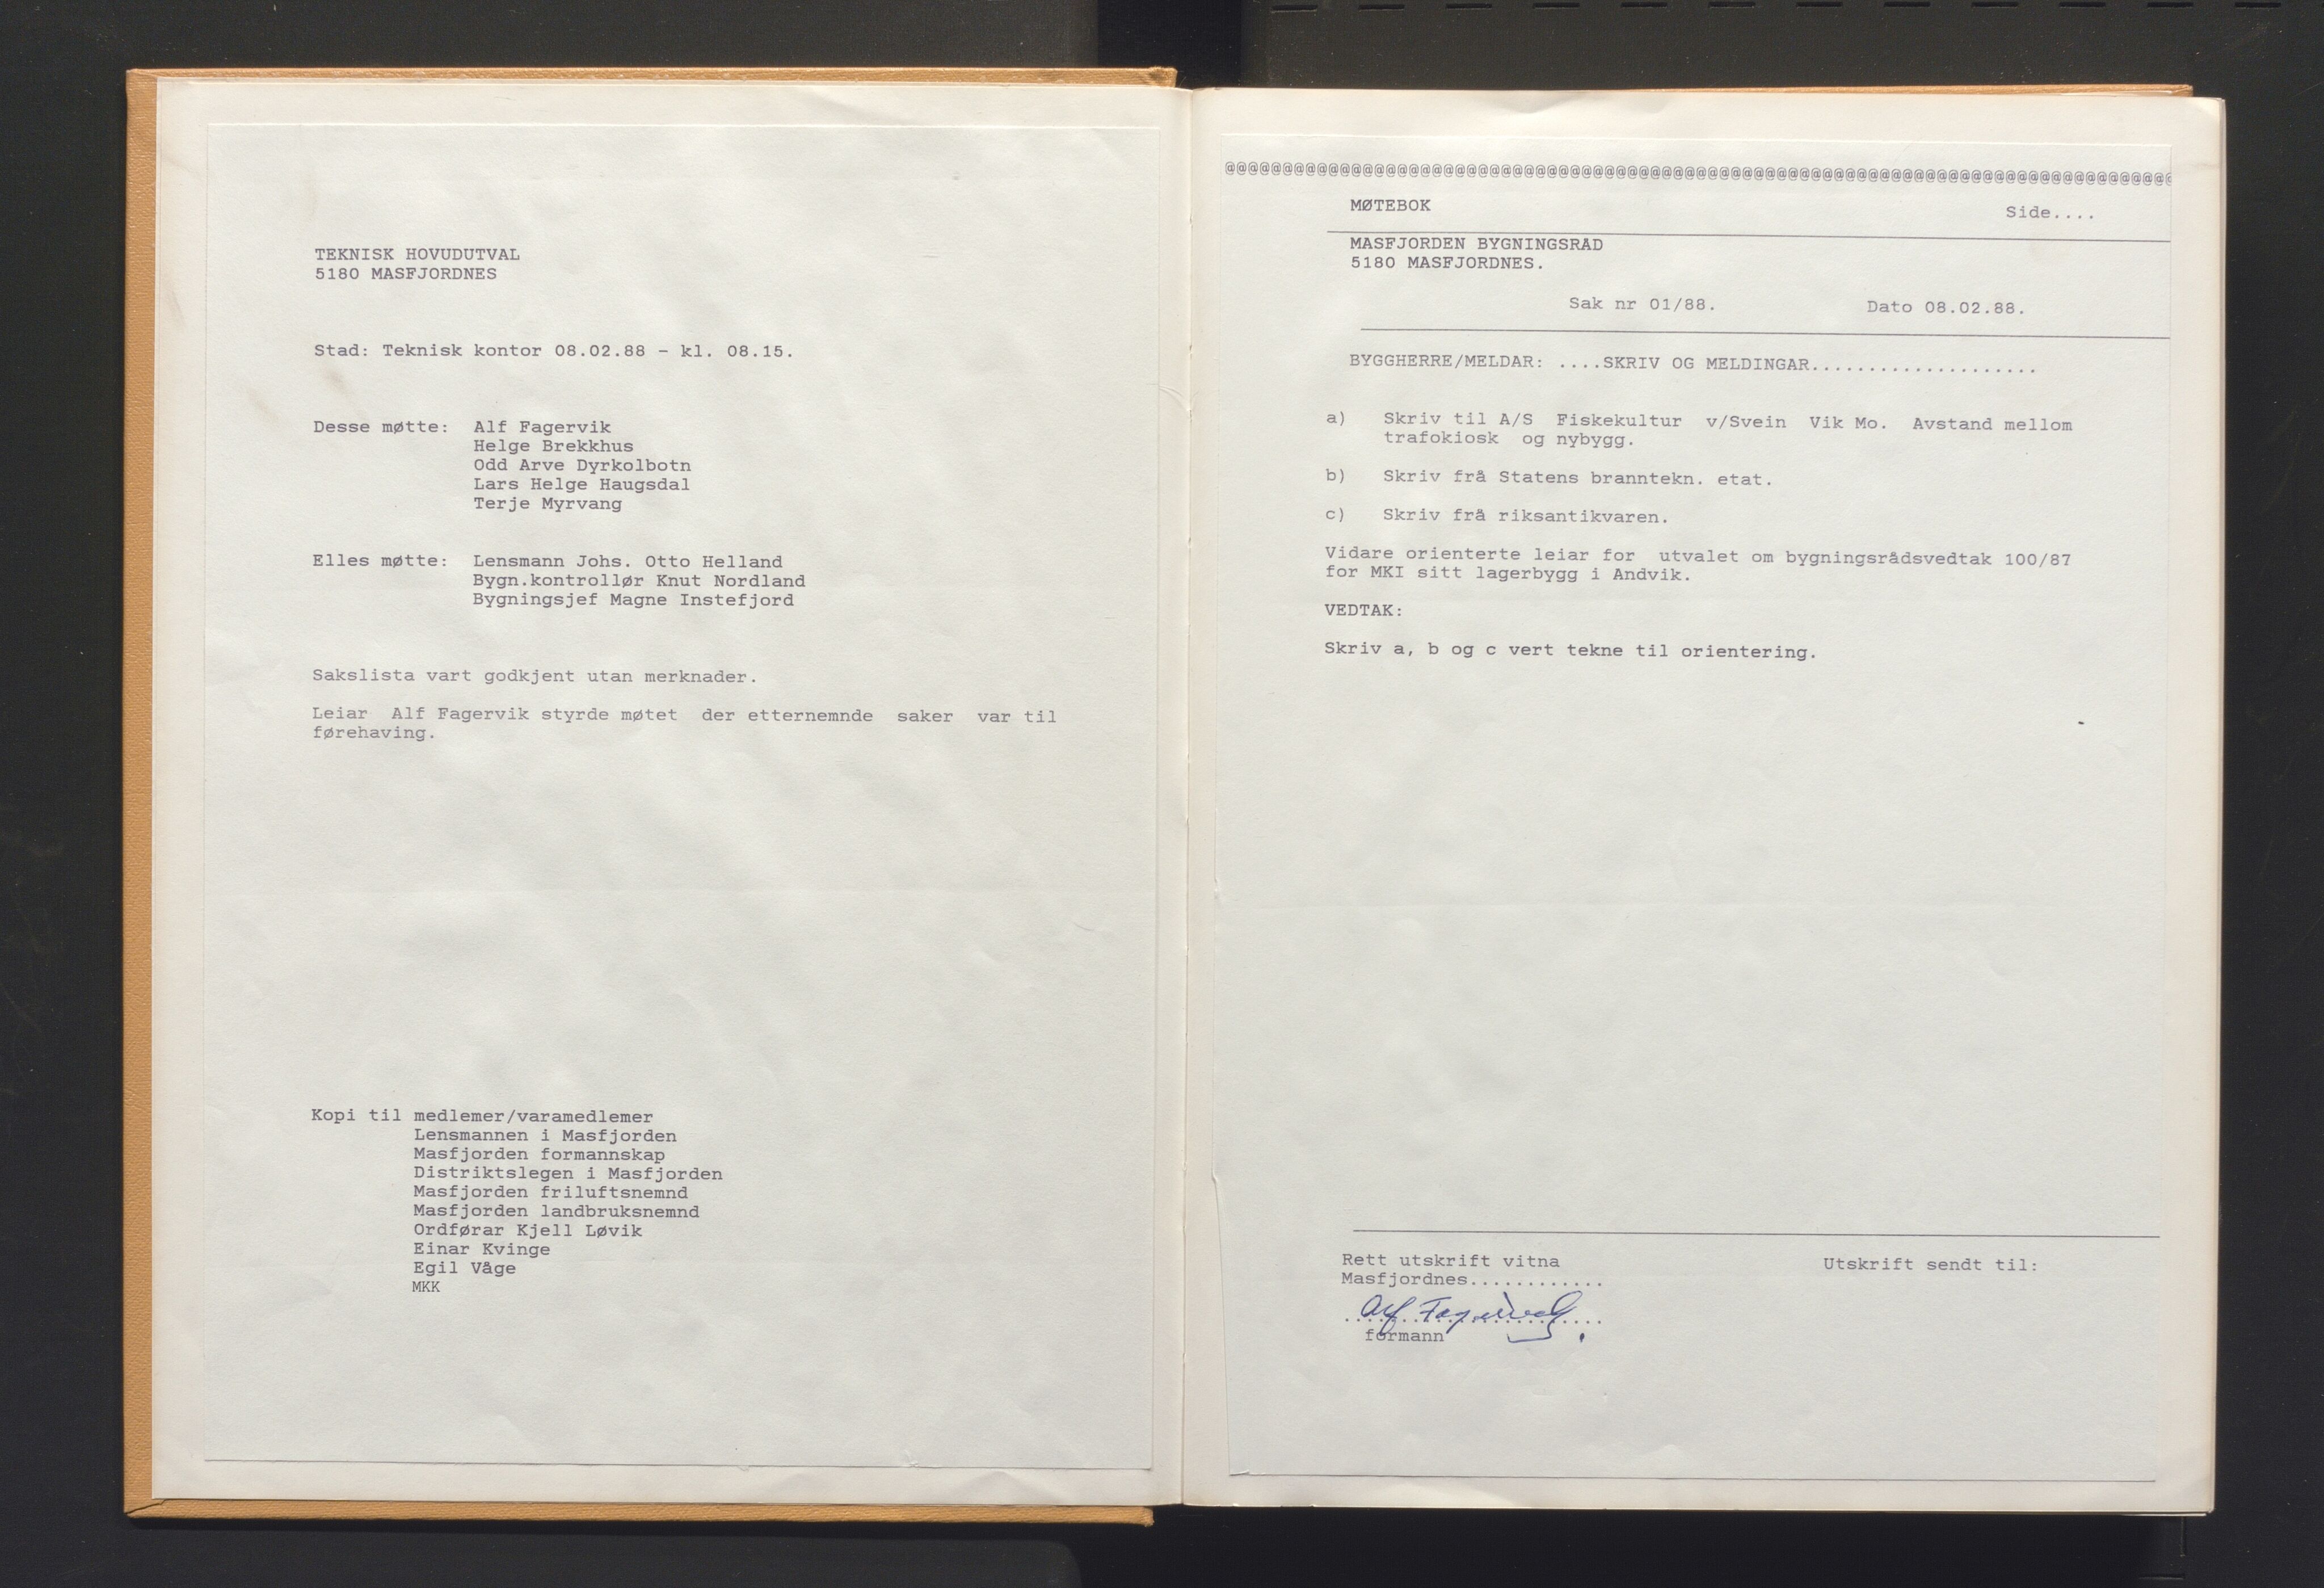 TEKNISK HOVUDUTVAL
5180 MASFJORDNES
Stad: Teknisk kontor 08.02.88 - kl. 08.15.
Desse møtte: Alf Fagervik
Helge Brekkhus
Odd Arve Dyrkolbotn
Lars Helge Haugsdal
Terje Myrvang
Elles møtte: Lensmann Johs. Otto Helland
Bygn.kontrollør Knut Nordland
Bygningsjef Magne Instefjord
Sakslista vart godkjent utan merknader.
Leiar Alf Fagervik styrde møtet der etternemnde saker var til
førehaving.
Kopi til medlemer/varamedlemer
Lensmannen i Masfjorden
Masfjorden formannskap
Distriktslegen i Masfjorden
Masfjorden friluftsnemnd
Masfjorden landbruksnemnd
Ordførar Kjell Løvik
Einar Kvinge
Egil Våge
MKK
@@@@@@@@@@@@@@@@@@@@@@@@@@@@@@@@@@@@@@@@@@@@@@@@@@@@@@@@@@@@@@@@@@@@@@@@@@@@@@@@@@
MØTEBOK Side....
MASFJORDEN BYGNINGSRAD
5180 MASFJORDNES.
Sak nr 01/88. Dato 08.02.88.
BYGGHERRE/MELDAR: ....SKRIV OG MELDINGAR....................
a) Skriv til A/S Fiskekultur v/Svein Vik Mo. Avstand mellom
trafokiosk og nybygg.
b) Skriv frå Statens branntekn. etat.
c) Skriv frå riksantikvaren.
Vidare orienterte leiar for utvalet om bygningsrådsvedtak 100/87
for MKI sitt lagerbygg i Andvik.
VEDTAK:
Skriv a, b og c vert tekne til orientering.
Rett utskrift vitna Utskrift sendt til:
Masfjordnes............
Alf Fagervik
formann